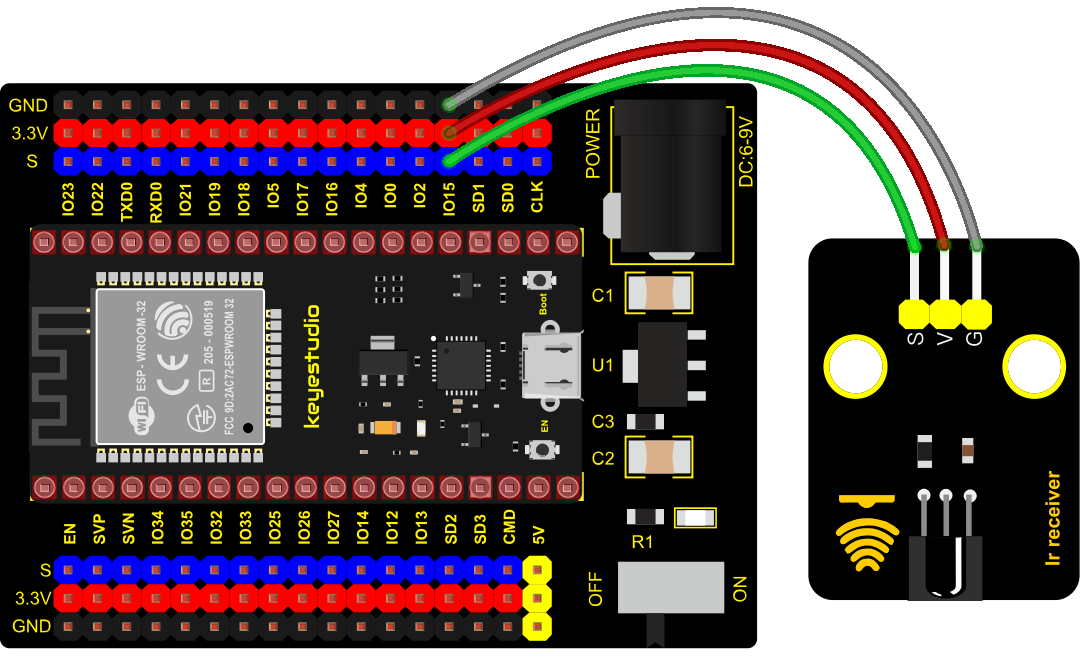 GND
3.3V
S
IO23
IO22
TXD0
RXD0
IO21
IO19
IO18
IO5
IO17
IO16
IO4
IO0
IO2
IO15
SD1
SD0
CLK
POWER
DC:6-9V
WiFi
ESP - WROOM-32
CE
R
205 - 000519
FCC 9D:2AC72-ESPWROOM 32
keyestudio
Boot
EN
C1
U1
C3
C2
R1
OFF
ON
EN
SVP
SVN
IO34
IO35
IO32
IO33
IO25
IO26
IO27
IO14
IO12
IO13
SD2
SD3
CMD
5V
S
3.3V
GND
S
V
G
Ir receiver